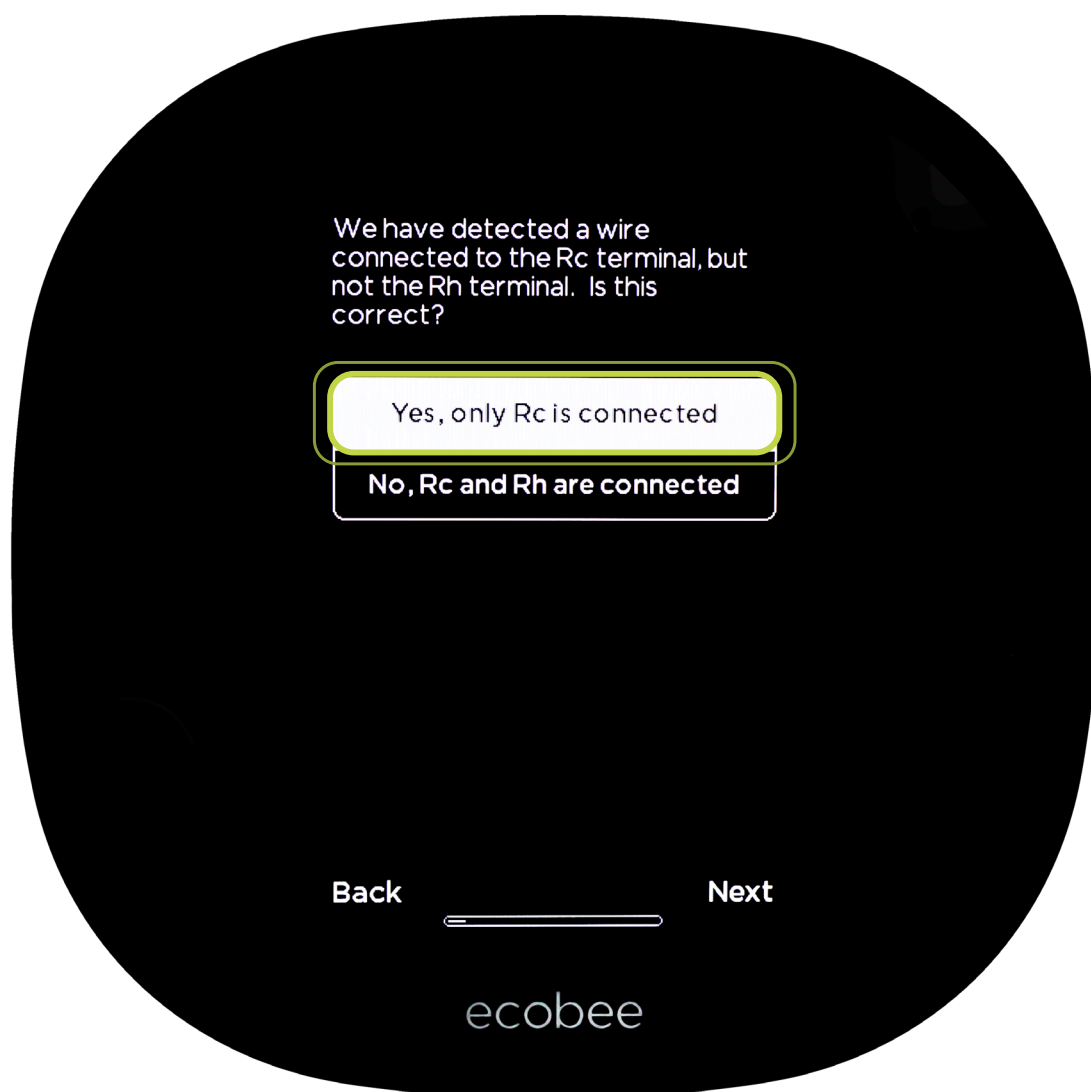 We have detected a wire
connected to the Rc terminal, but
not the Rh terminal. Is this
correct?
Yes, only Rc is connected
No, Rc and Rh are connected
Back
Next
ecobee